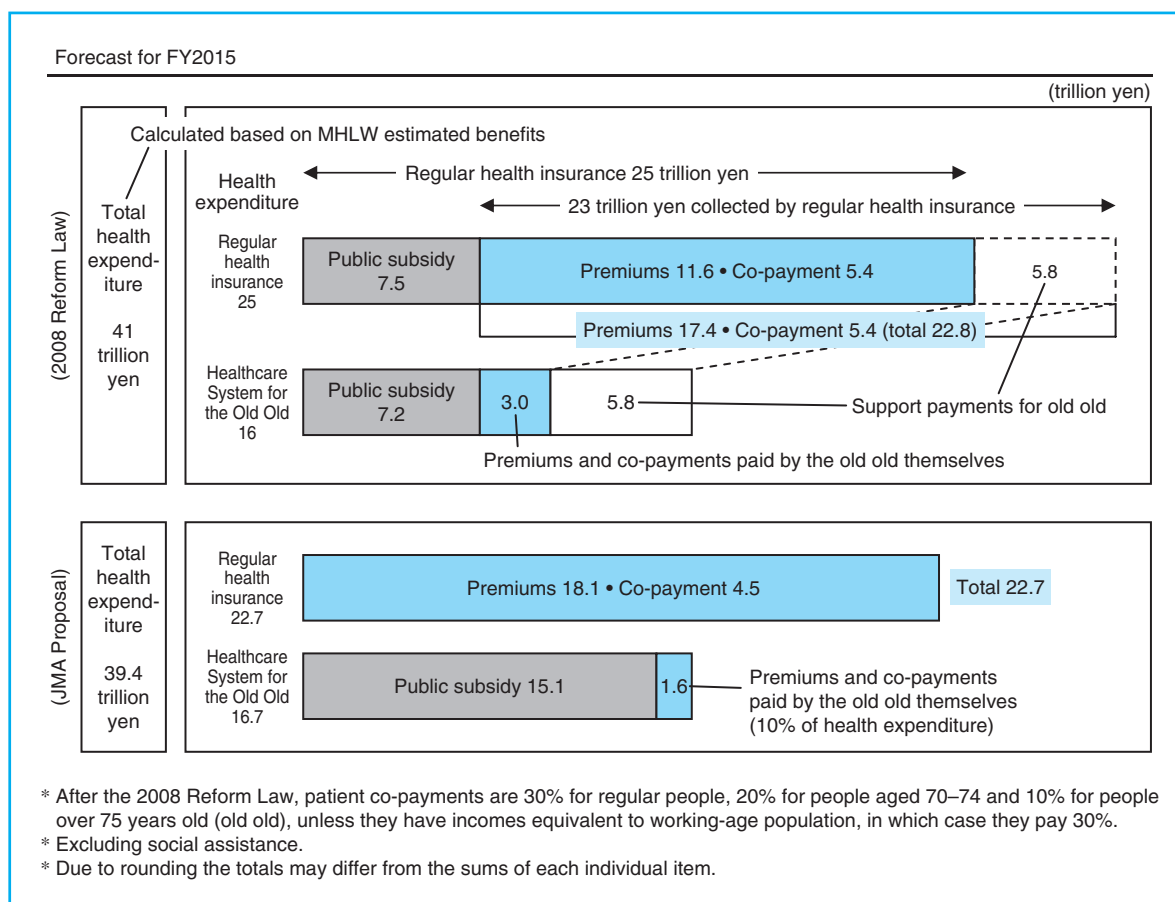 Forecast for FY2015
(trillion yen)
(2008 Reform Law)
Total
health
expend-
iture
41
trillion
yen
Calculated based on MHLW estimated benefits
Health
expenditure
Regular health insurance 25 trillion yen
23 trillion yen collected by regular health insurance
Regular
health
insurance
25
Public subsidy
7.5
Premiums 11.6 • Co-payment 5.4
5.8
Premiums 17.4 • Co-payment 5.4 (total 22.8)
Healthcare
System for
the Old Old
16
Public subsidy
7.2
3.0
5.8
Support payments for old old
Premiums and co-payments paid by the old old themselves
(JMA Proposal)
Total
health
expend-
iture
39.4
trillion
yen
Regular
health
insurance
22.7
Premiums 18.1 • Co-payment 4.5
Total 22.7
Healthcare
System for
the Old Old
16.7
Public subsidy 15.1
1.6
Premiums and co-payments
paid by the old old themselves
(10% of health expenditure)
* After the 2008 Reform Law, patient co-payments are 30% for regular people, 20% for people aged 70–74 and 10% for people
over 75 years old (old old), unless they have incomes equivalent to working-age population, in which case they pay 30%.
* Excluding social assistance.
* Due to rounding the totals may differ from the sums of each individual item.